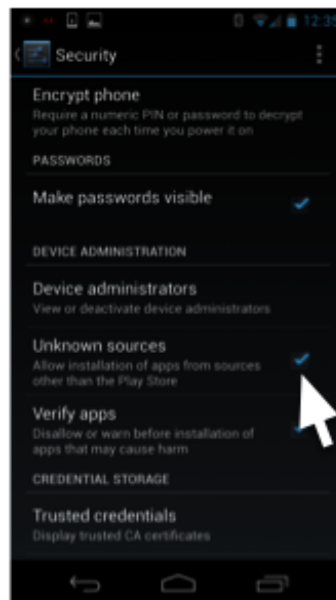 12:35
Security
Encrypt phone
Require a numeric PIN or password to decrypt
your phone each time you power it on
PASSWORDS
Make passwords visible
DEVICE ADMINISTRATION
Device administrators
View or deactivate device administrators
Unknown sources
Allow installation of apps from sources
other than the Play Store
Verify apps
Disallow or warn before installation of
apps that may cause harm
CREDENTIAL STORAGE
Trusted credentials
Display trusted CA certificates